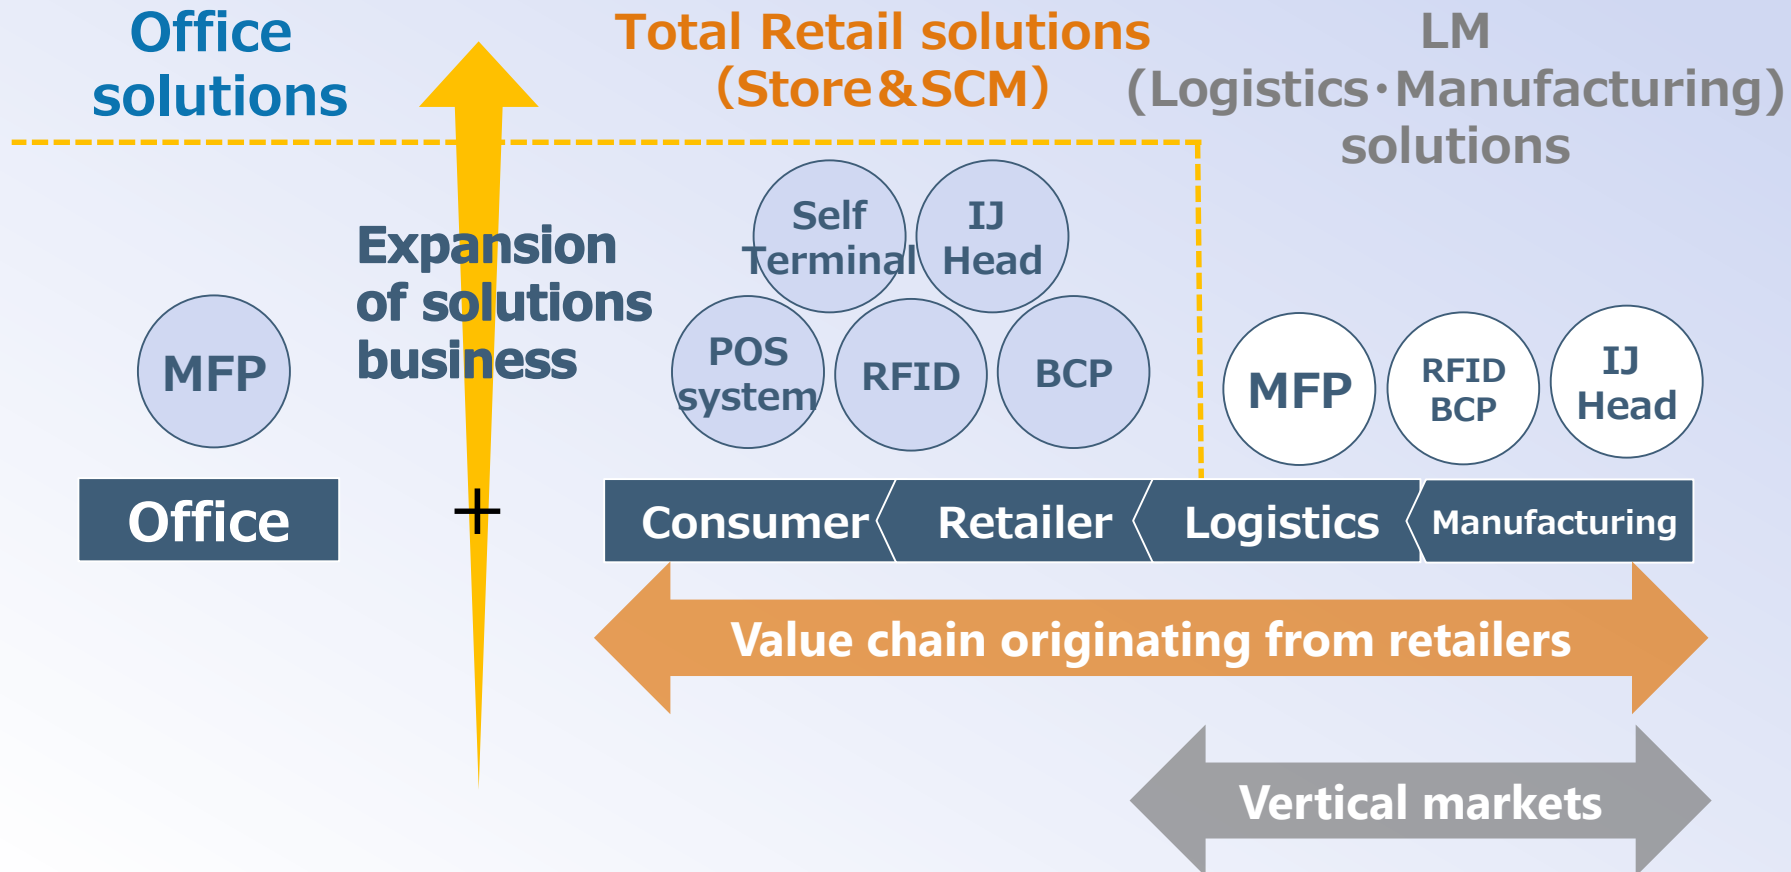 Office
solutions
Total Retail solutions
(Store&SCM)
LM
(Logistics・Manufacturing)
solutions
Expansion
of solutions
business
MFP
Self
Terminal
IJ
Head
POS
system
RFID
BCP
MFP
RFID
BCP
IJ
Head
Office
+
Consumer
Retailer
Logistics
Manufacturing
Value chain originating from retailers
Vertical markets